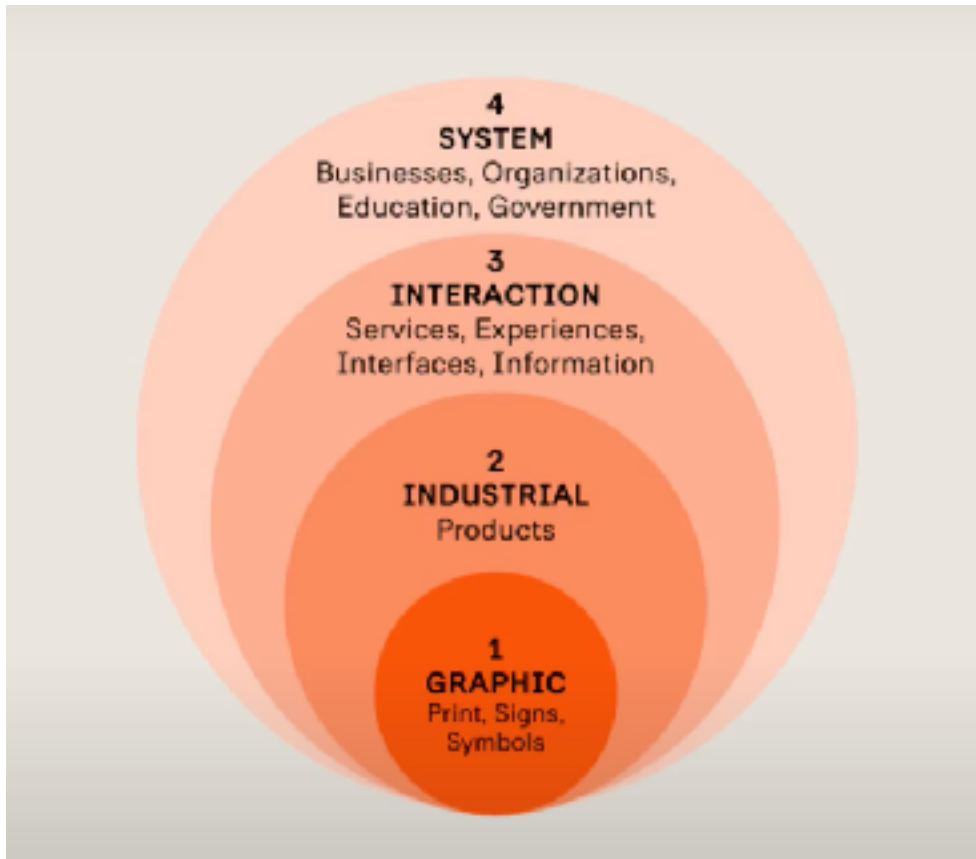 4
SYSTEM
Businesses, Organizations,
Education, Government
3
INTERACTION
Services, Experiences,
Interfaces, Information
2
INDUSTRIAL
Products
1
GRAPHIC
Print, Signs,
Symbols